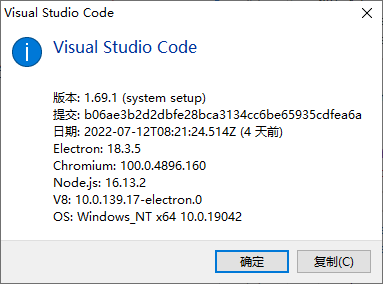 Visual Studio Code
Visual Studio Code
版本: 1.69.1 (system setup)
提交: b06ae3b2d2dbfe28bca3134cc6be65935cdfea6a
日期: 2022-07-12T08:21:24.514Z (4 天前)
Electron: 18.3.5
Chromium: 100.0.4896.160
Node.js: 16.13.2
V8: 10.0.139.17-electron.0
OS: Windows_NT x64 10.0.19042
确定
复制(C)